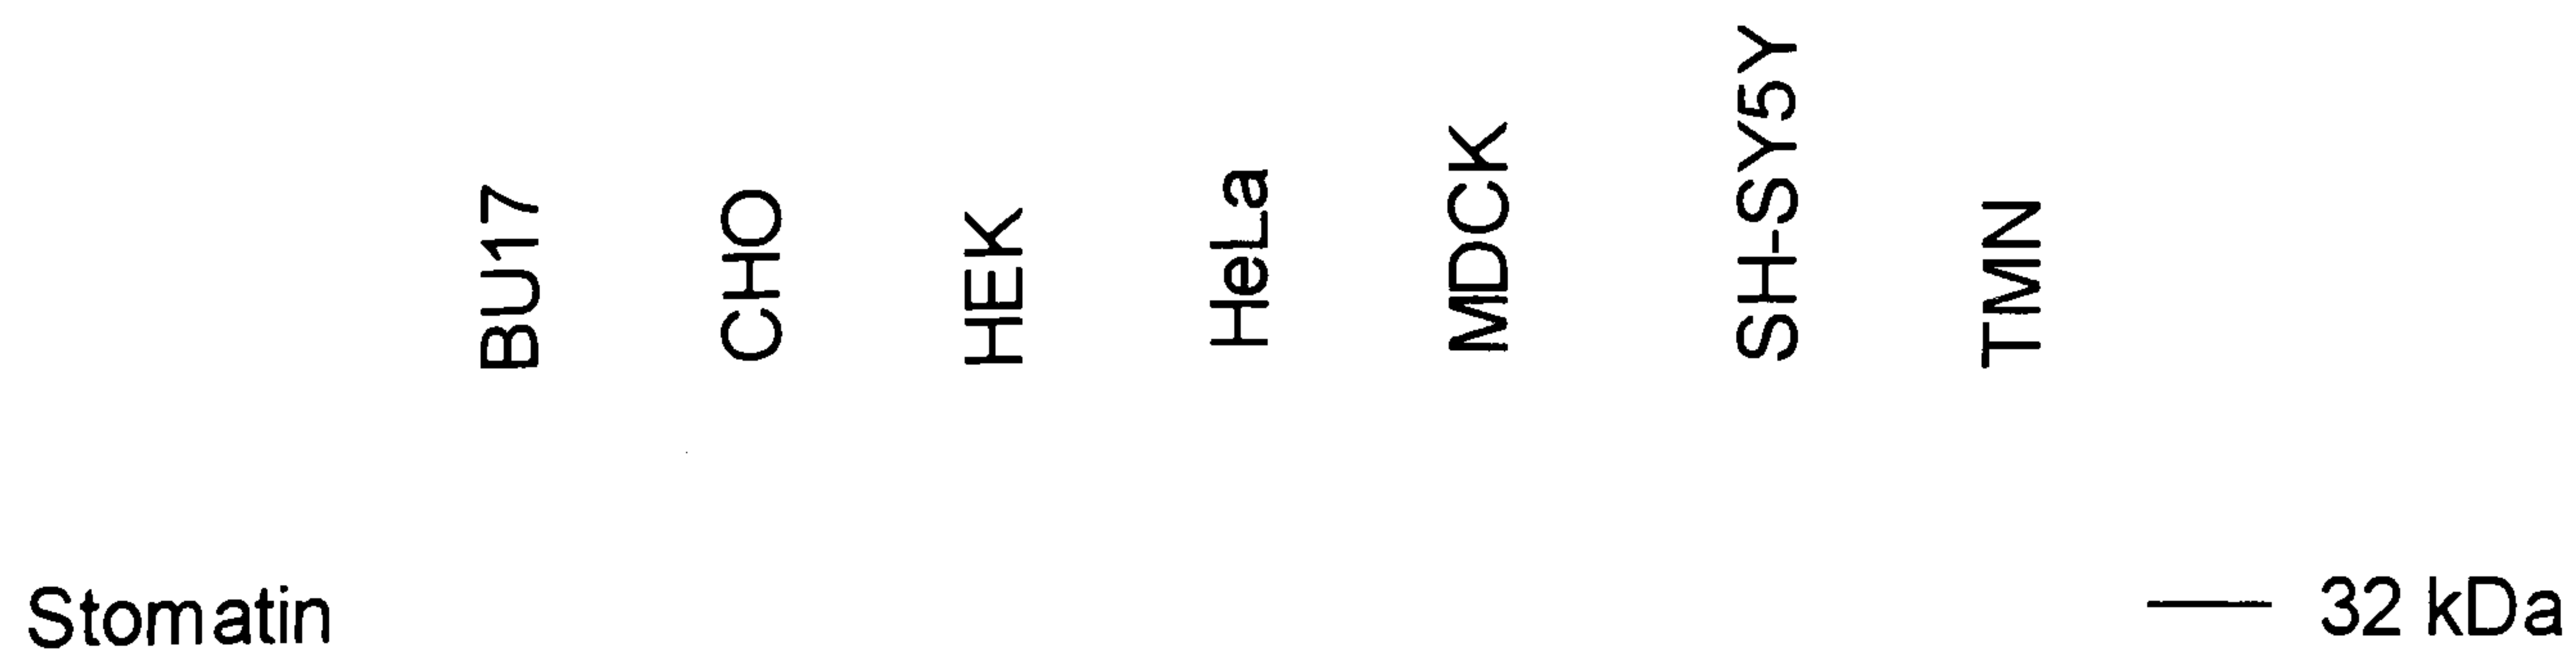 BU17
CHO
HEK
HeLa
MDCK
SH-SY5Y
TMN
Stomatin
32 kDa